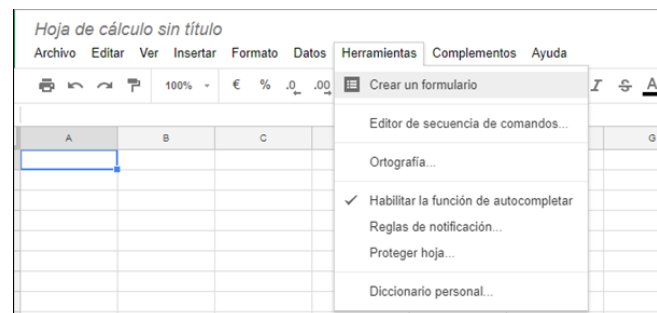 Hoja de cálculo sin título
Archivo Editar Ver Insertar Formato Datos Herramientas Complementos Ayuda
100% € % .0 .00 I S A
Crear un formulario
A B C G
Editor de secuencia de comandos...
Ortografía...
Habilitar la función de autocompletar
Reglas de notificación...
Proteger hoja...
Diccionario personal...